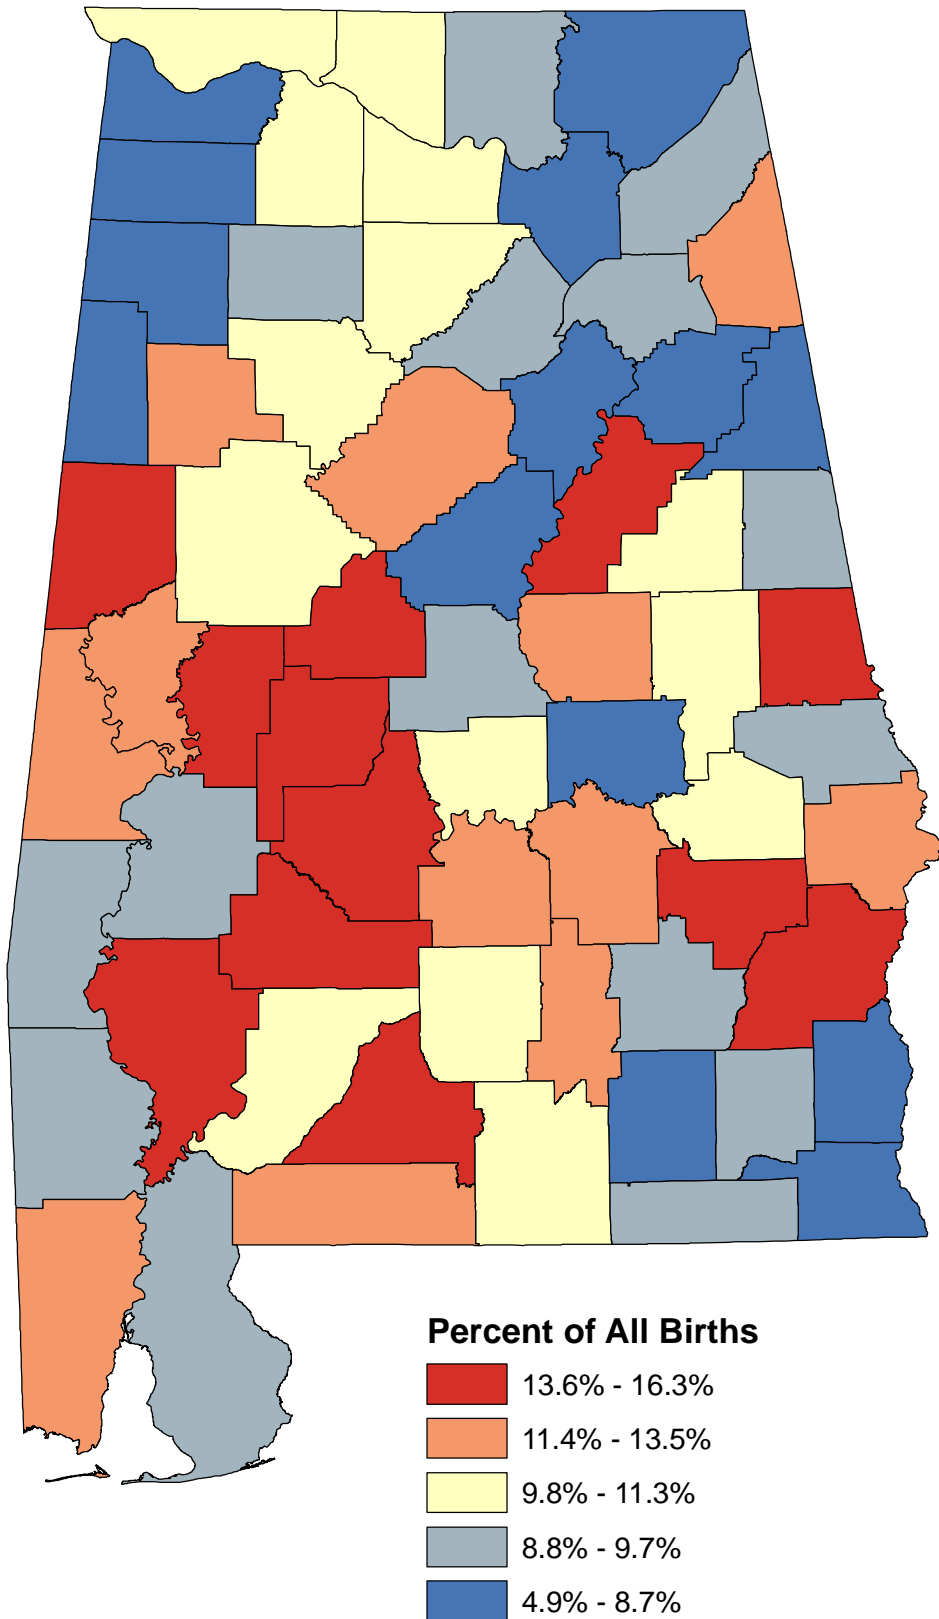 Percent of All Births
13.6% - 16.3%
11.4% - 13.5%
9.8% - 11.3%
8.8% - 9.7%
4.9% - 8.7%